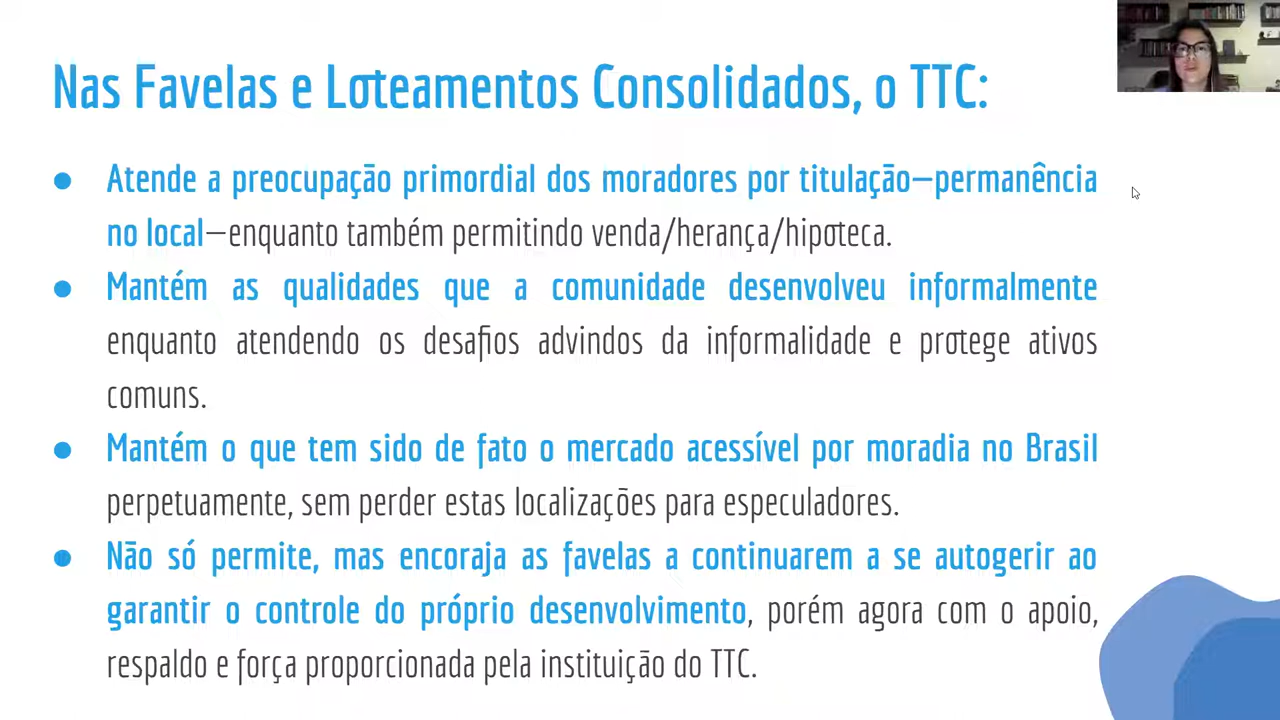 Nas Favelas e Loteamentos Consolidados, o TTC:
● Atende a preocupação primordial dos moradores por titulação—permanência
no local—enquanto também permitindo venda/herança/hipoteca.
● Mantém as qualidades que a comunidade desenvolveu informalmente
enquanto atendendo os desafios advindos da informalidade e protege ativos
comuns.
● Mantém o que tem sido de fato o mercado acessível por moradia no Brasil
perpetuamente, sem perder estas localizações para especuladores.
● Não só permite, mas encoraja as favelas a continuarem a se autogerir ao
garantir o controle do próprio desenvolvimento, porém agora com o apoio,
respaldo e força proporcionada pela instituição do TTC.